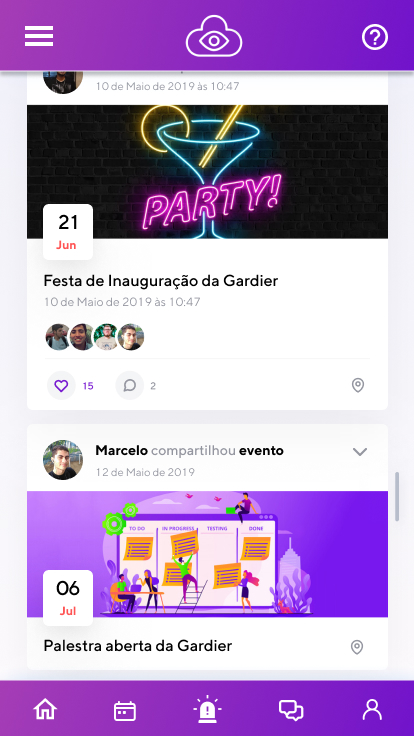 10 de Maio de 2019 às 10:47
PARTY!
21
Jun
Festa de Inauguração da Gardier
10 de Maio de 2019 às 10:47
15
2
Marcelo compartilhou evento
12 de Maio de 2019
TO DO
IN PROGRESS
TESTING
DONE
06
Jul
Palestra aberta da Gardier